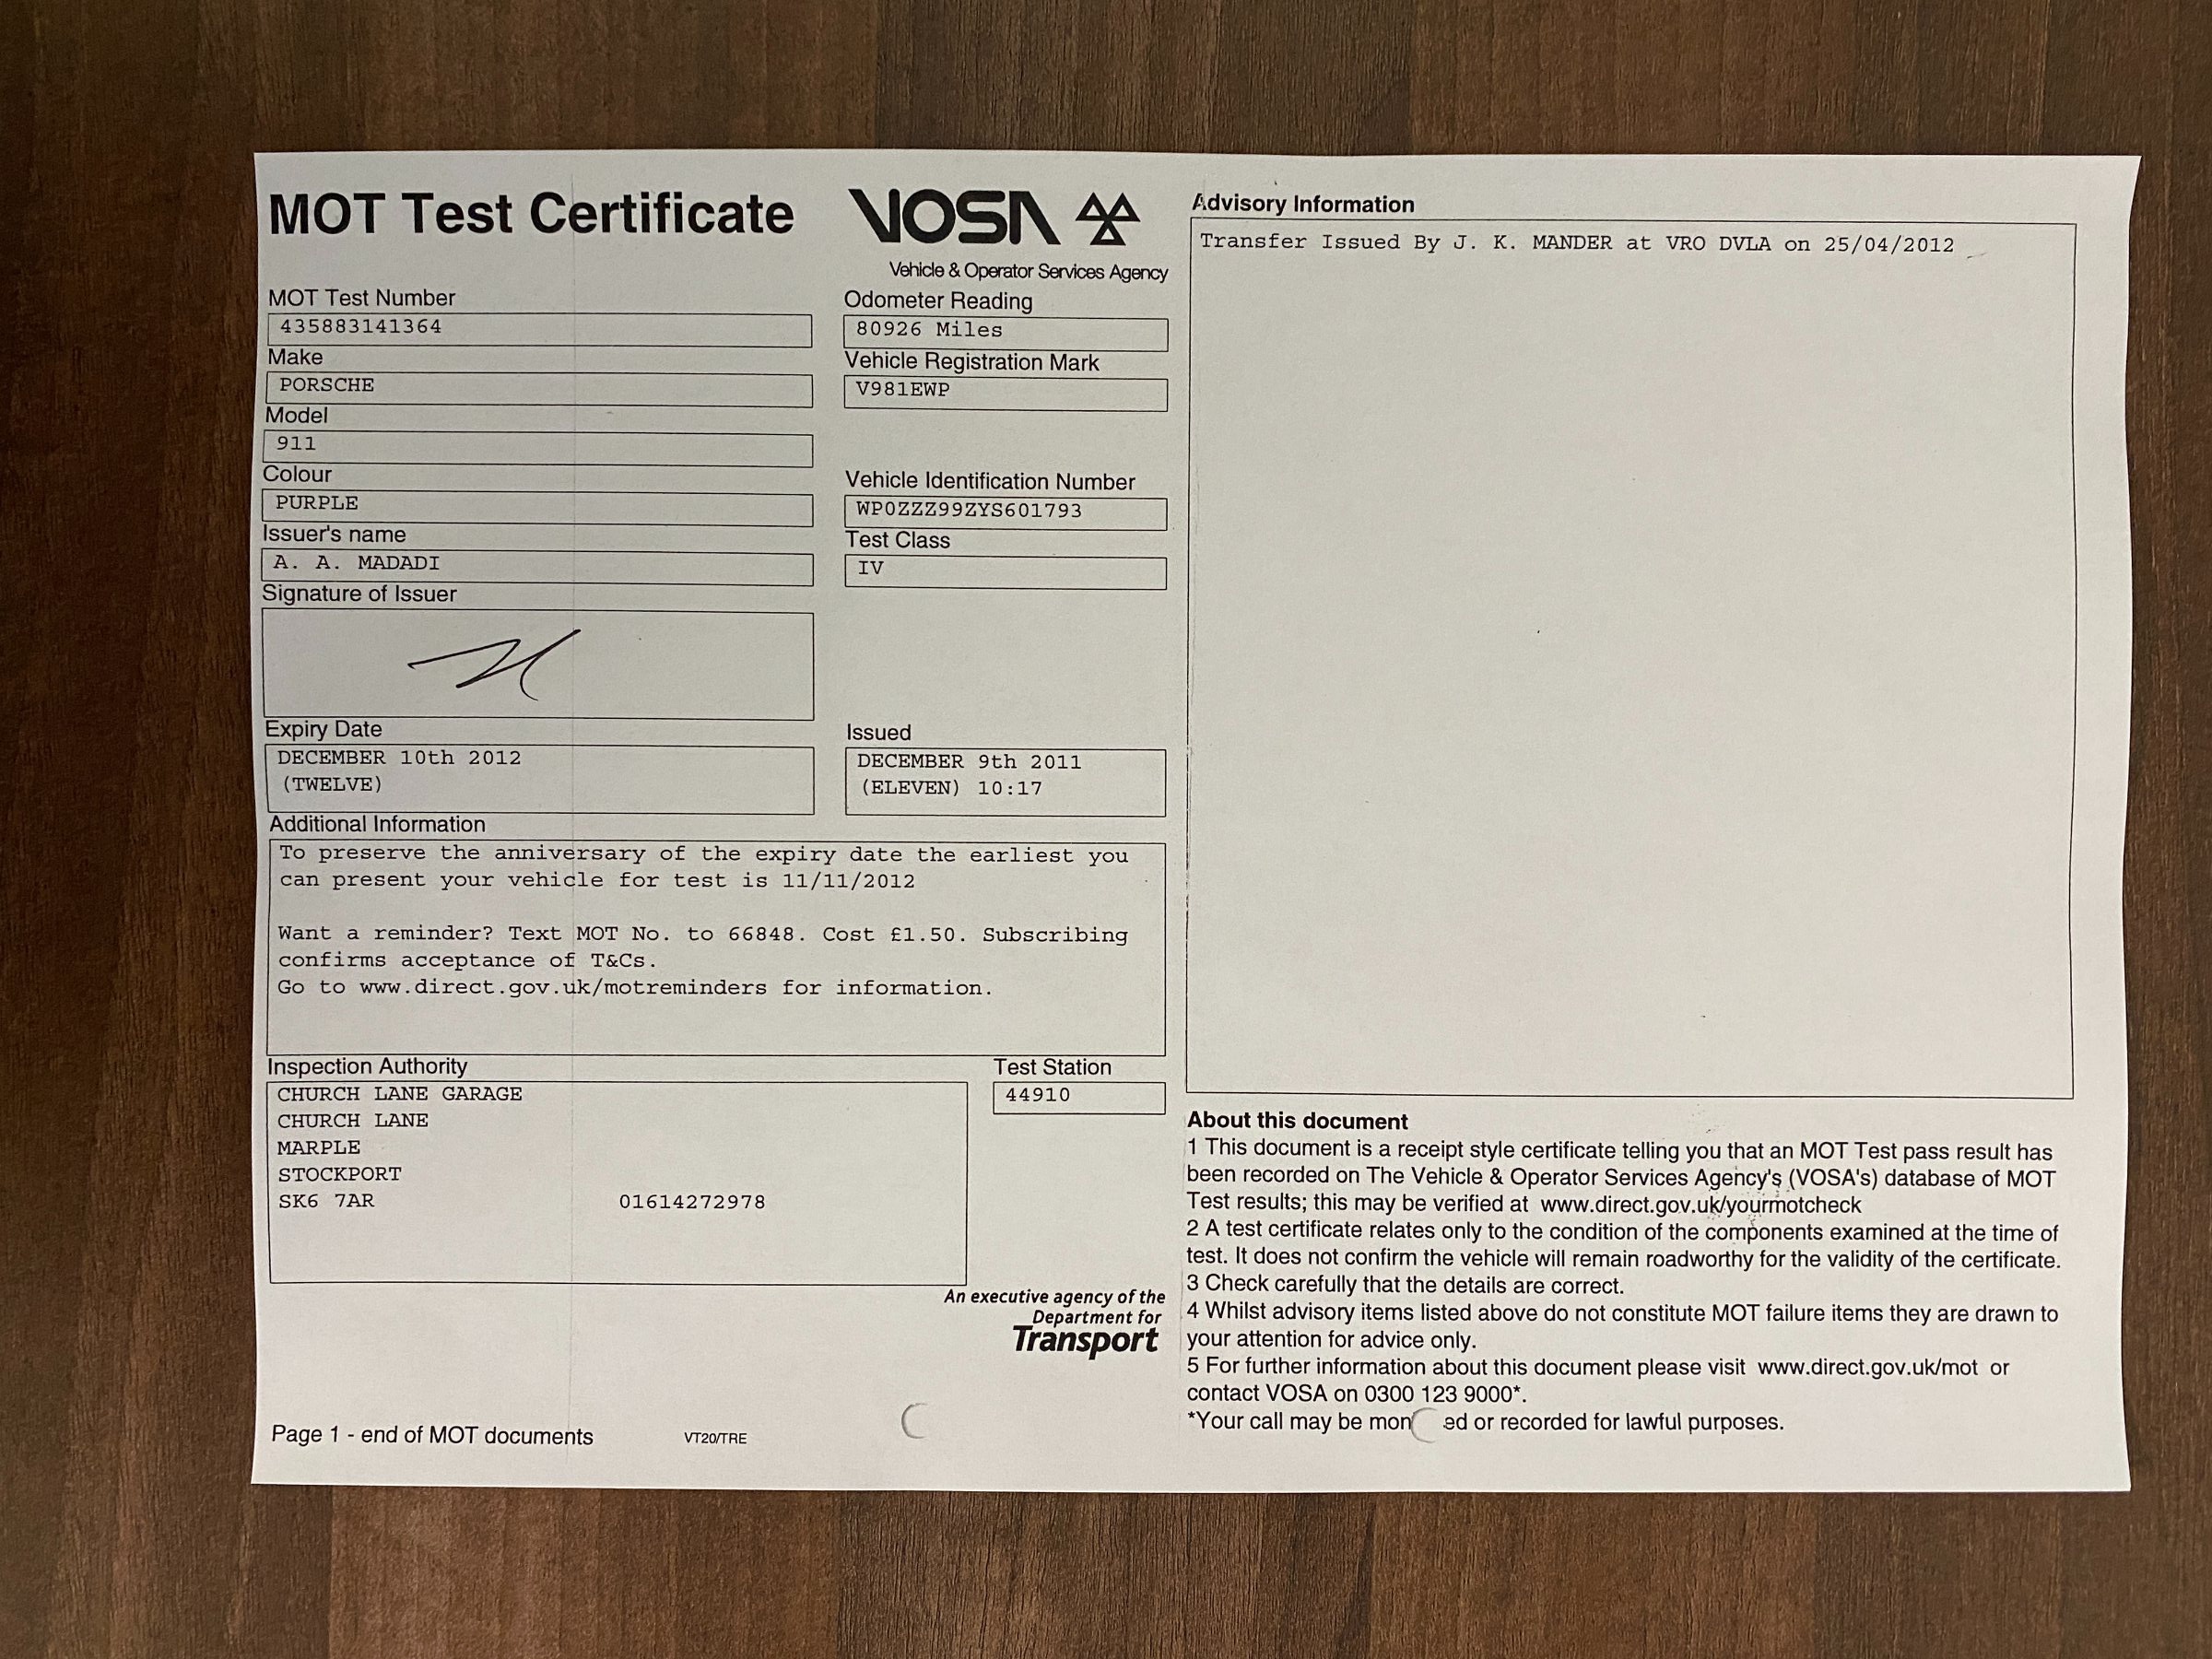 MOT Test Certificate
VOSA
Vehicle & Operator Services Agency
MOT Test Number
435883141364
Odometer Reading
80926 Miles
Make
PORSCHE
Vehicle Registration Mark
V981EWP
Model
911
Colour
PURPLE
Vehicle Identification Number
WP0ZZZ99ZYS601793
Issuer's name
A. A. MADADI
Test Class
IV
Signature of Issuer
Expiry Date
DECEMBER 10th 2012
(TWELVE)
Issued
DECEMBER 9th 2011
(ELEVEN) 10:17
Additional Information
To preserve the anniversary of the expiry date the earliest you
can present your vehicle for test is 11/11/2012
Want a reminder? Text MOT No. to 66848. Cost £1.50. Subscribing
confirms acceptance of T&Cs.
Go to www.direct.gov.uk/motreminders for information.
Inspection Authority
CHURCH LANE GARAGE
CHURCH LANE
MARPLE
STOCKPORT
SK6 7AR 01614272978
Test Station
44910
An executive agency of the
Department for
Transport
Page 1 - end of MOT documents VT20/TRE
Advisory Information
Transfer Issued By J. K. MANDER at VRO DVLA on 25/04/2012
About this document
1 This document is a receipt style certificate telling you that an MOT Test pass result has
been recorded on The Vehicle & Operator Services Agency's (VOSA's) database of MOT
Test results; this may be verified at www.direct.gov.uk/yourmotcheck
2 A test certificate relates only to the condition of the components examined at the time of
test. It does not confirm the vehicle will remain roadworthy for the validity of the certificate.
3 Check carefully that the details are correct.
4 Whilst advisory items listed above do not constitute MOT failure items they are drawn to
your attention for advice only.
5 For further information about this document please visit www.direct.gov.uk/mot or
contact VOSA on 0300 123 9000*.
*Your call may be mon ed or recorded for lawful purposes.